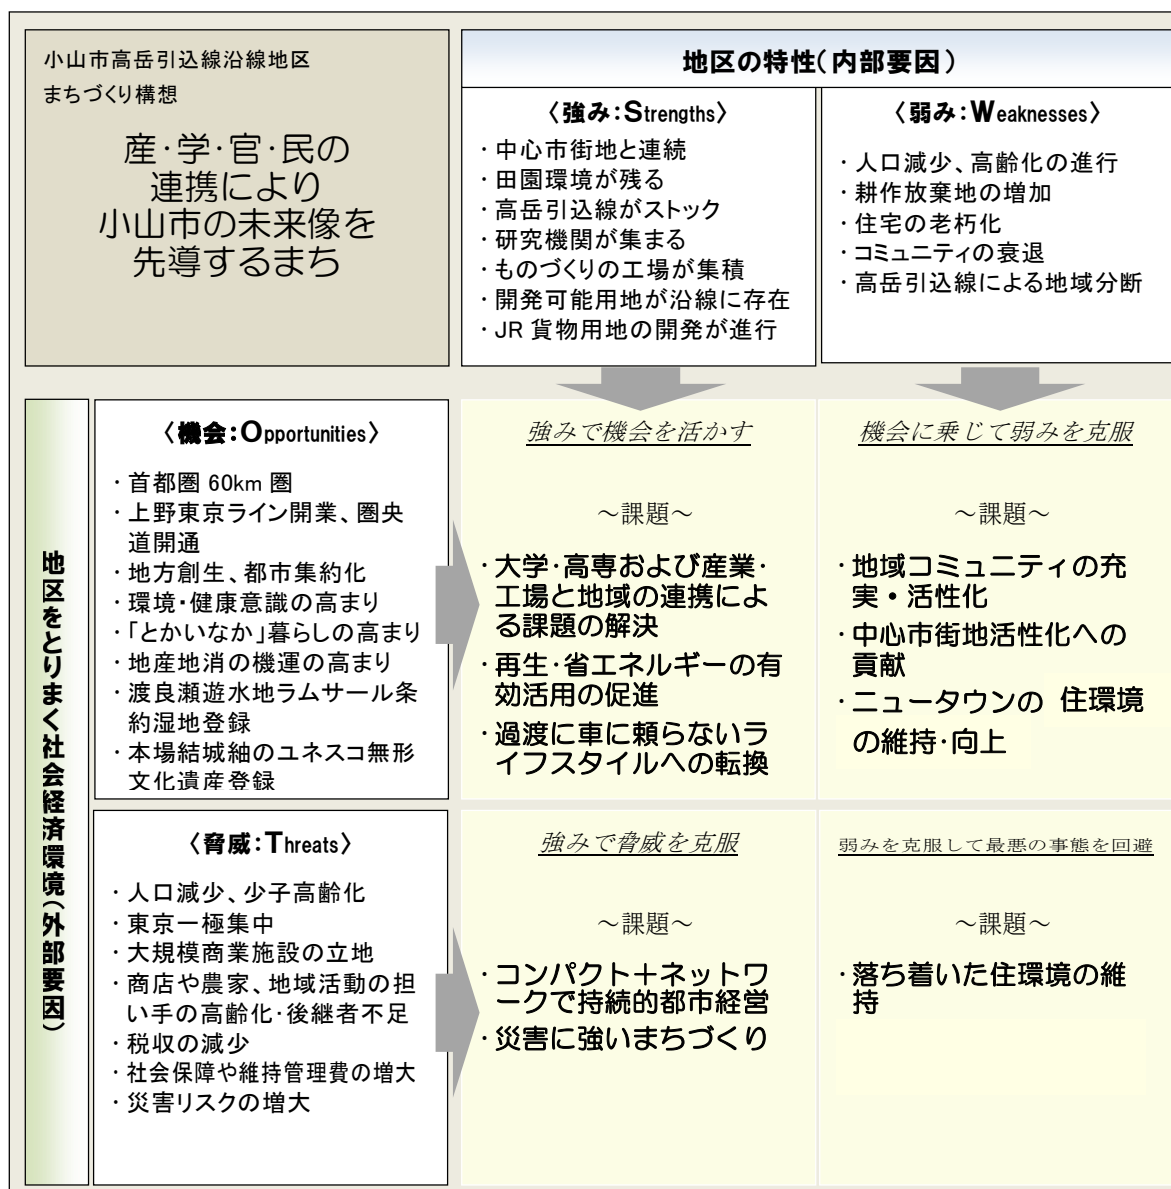 小山市高岳引込線沿線地区
まちづくり構想
産・学・官・民の
連携により
小山市の未来像を
先導するまち
地区の特性(内部要因)
〈強み:Strengths〉
・中心市街地と連続
・田園環境が残る
・高岳引込線がストック
・研究機関が集まる
・ものづくりの工場が集積
・開発可能用地が沿線に存在
・JR 貨物用地の開発が進行
〈弱み:Weaknesses〉
・人口減少、高齢化の進行
・耕作放棄地の増加
・住宅の老朽化
・コミュニティの衰退
・高岳引込線による地域分断
地区をとりまく社会経済環境(外部要因)
〈機会:Opportunities〉
・首都圏 60km 圏
・上野東京ライン開業、圏央
道開通
・地方創生、都市集約化
・環境・健康意識の高まり
・「とかいなか」暮らしの高まり
・地産地消の機運の高まり
・渡良瀬遊水地ラムサール条
約湿地登録
・本場結城紬のユネスコ無形
文化遺産登録
強みで機会を活かす
~課題~
・大学・高専および産業・
工場と地域の連携によ
る課題の解決
・再生・省エネルギーの有
効活用の促進
・過渡に車に頼らないラ
イフスタイルへの転換
機会に乗じて弱みを克服
~課題~
・地域コミュニティの充
実・活性化
・中心市街地活性化への
貢献
・ニュータウンの 住環境
の維持・向上
〈脅威:Threats〉
・人口減少、少子高齢化
・東京一極集中
・大規模商業施設の立地
・商店や農家、地域活動の担
い手の高齢化・後継者不足
・税収の減少
・社会保障や維持管理費の増大
・災害リスクの増大
強みで脅威を克服
~課題~
・コンパクト+ネットワ
ークで持続的都市経営
・災害に強いまちづくり
弱みを克服して最悪の事態を回避
~課題~
・落ち着いた住環境の維
持